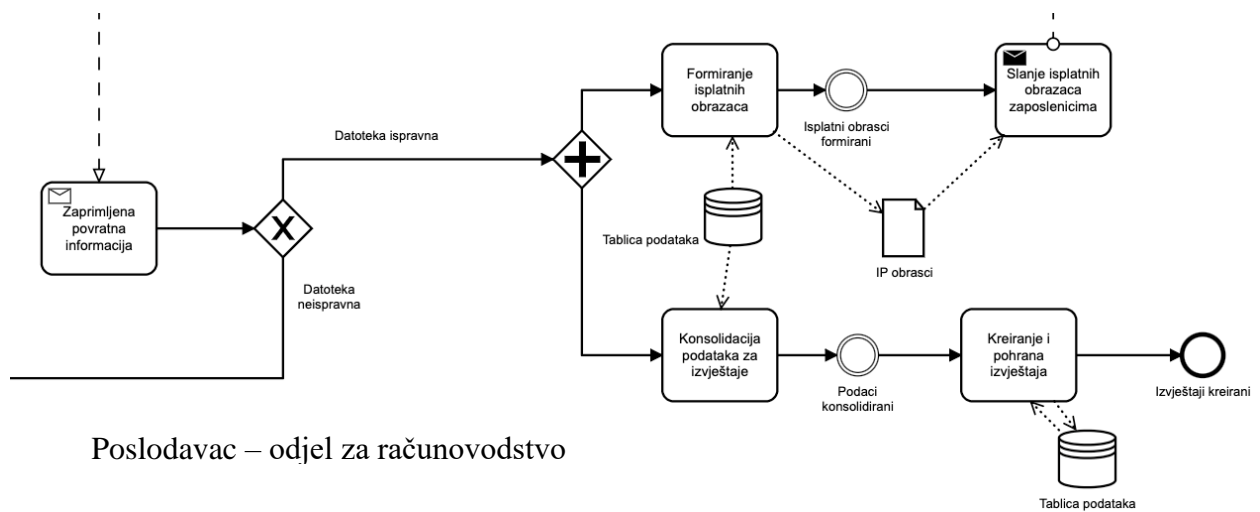 Zaprimljena
povratna
informacija
Datoteka ispravna
Datoteka
neispravna
Formiranje
isplatnih
obrazaca
Isplatni obrasci
formirani
Slanje isplatnih
obrazaca
zaposlenicima
Tablica podataka
IP obrasci
Konsolidacija
podataka za
izvještaje
Podaci
konsolidirani
Kreiranje i
pohrana
izvještaja
Izvještaji kreirani
Tablica podataka
Poslodavac – odjel za računovodstvo